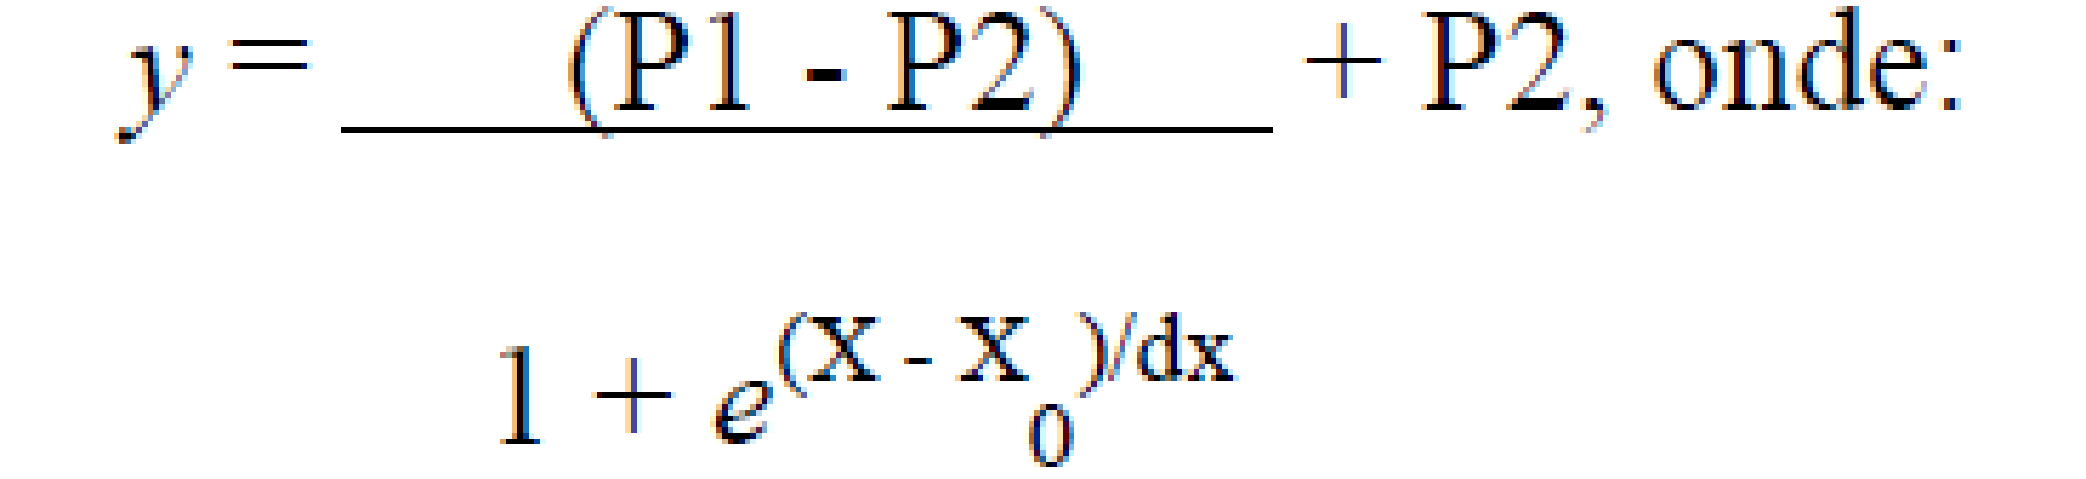 y = (P1 - P2) + P2, onde:
1 + e(X - X0)/dx